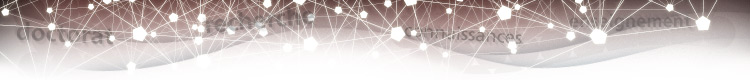 doctorat
recherche
connaissances
enseignement